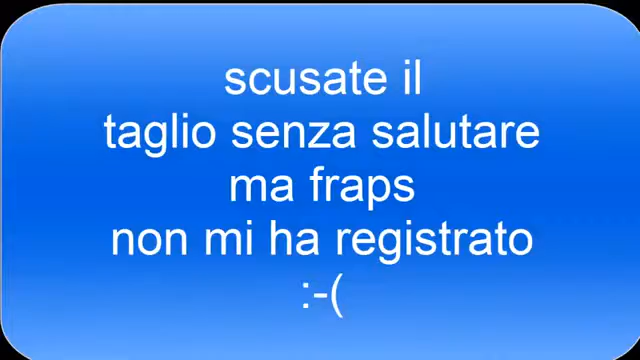 scusate il
taglio senza salutare
ma fraps
non mi ha registrato
:-(